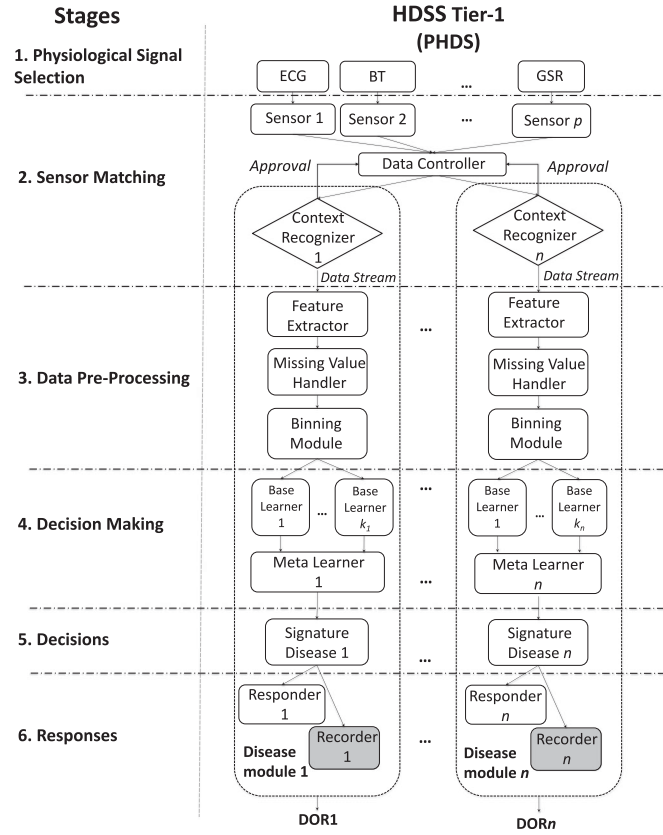 Stages
HDSS Tier-1
(PHDS)
1. Physiological Signal
Selection
ECG
BT
...
GSR
Sensor 1
Sensor 2
...
Sensor p
2. Sensor Matching
Approval
Data Controller
Approval
Context
Recognizer
1
Context
Recognizer
n
Data Stream
Data Stream
3. Data Pre-Processing
Feature
Extractor
...
Feature
Extractor
Missing Value
Handler
Missing Value
Handler
Binning
Module
Binning
Module
4. Decision Making
Base
Learner
1
...
Base
Learner
k1
...
Base
Learner
1
...
Base
Learner
kn
Meta Learner
1
...
Meta Learner
n
5. Decisions
Signature
Disease 1
...
Signature
Disease n
6. Responses
Responder
1
Recorder
1
Disease
module 1
...
Responder
n
Recorder
n
Disease
module n
DOR1
DORn